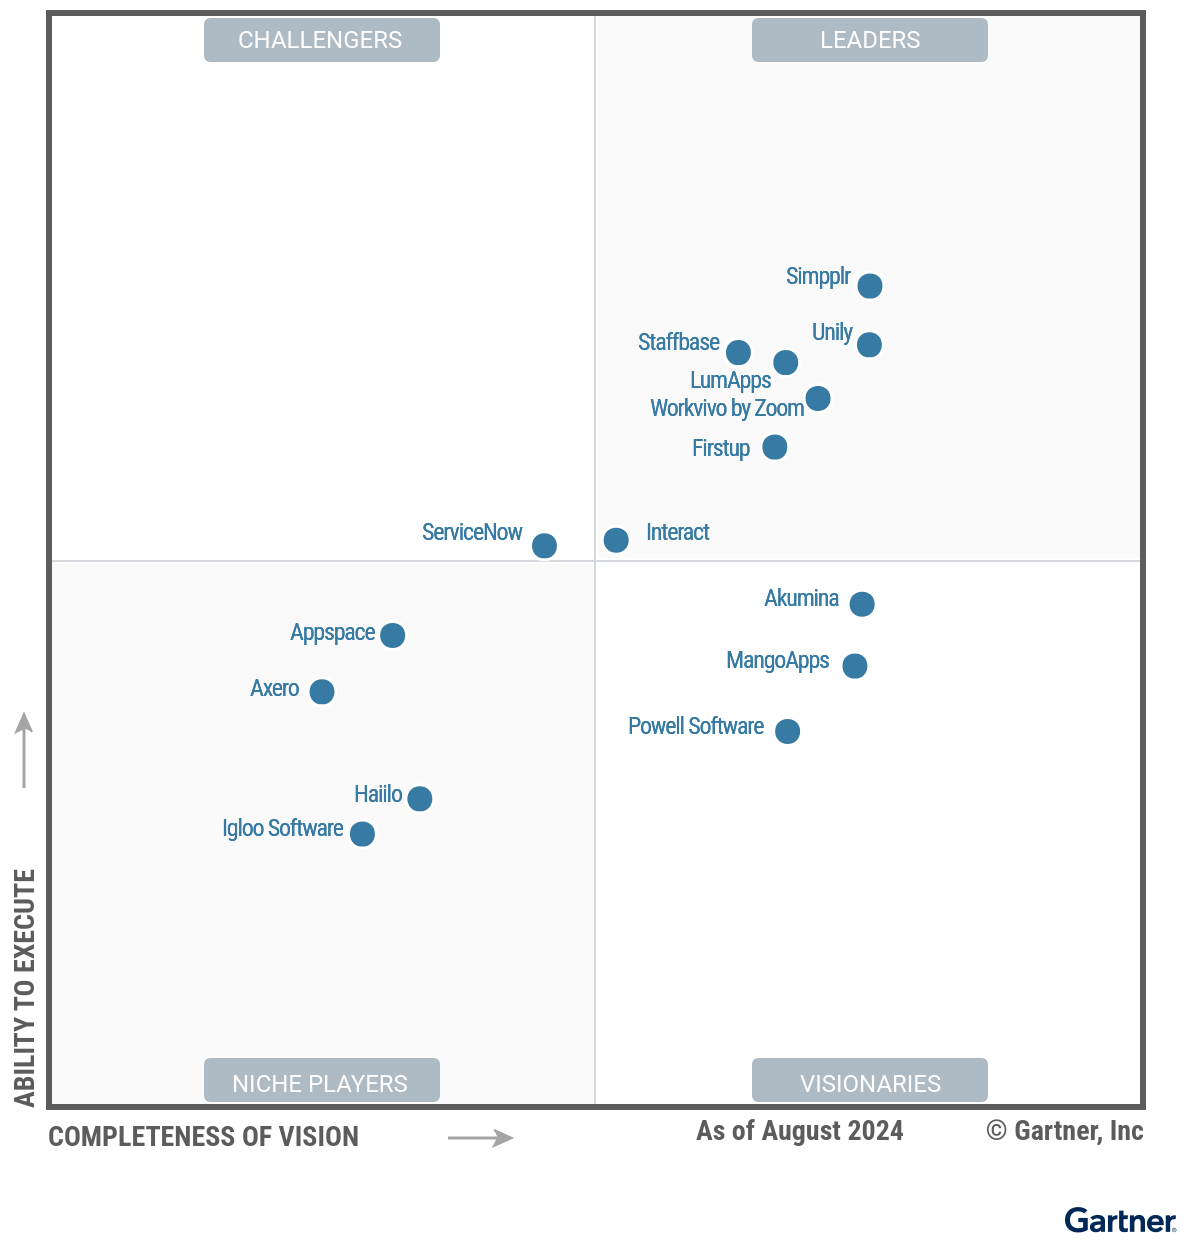 CHALLENGERS
LEADERS
Simpplr
Unily
Staffbase
LumApps
Workvivo by Zoom
Firstup
ServiceNow
Interact
Akumina
Appspace
MangoApps
Axero
Powell Software
Haiilo
Igloo Software
ABILITY TO EXECUTE
NICHE PLAYERS
VISIONARIES
COMPLETENESS OF VISION
As of August 2024
© Gartner, Inc
Gartner®